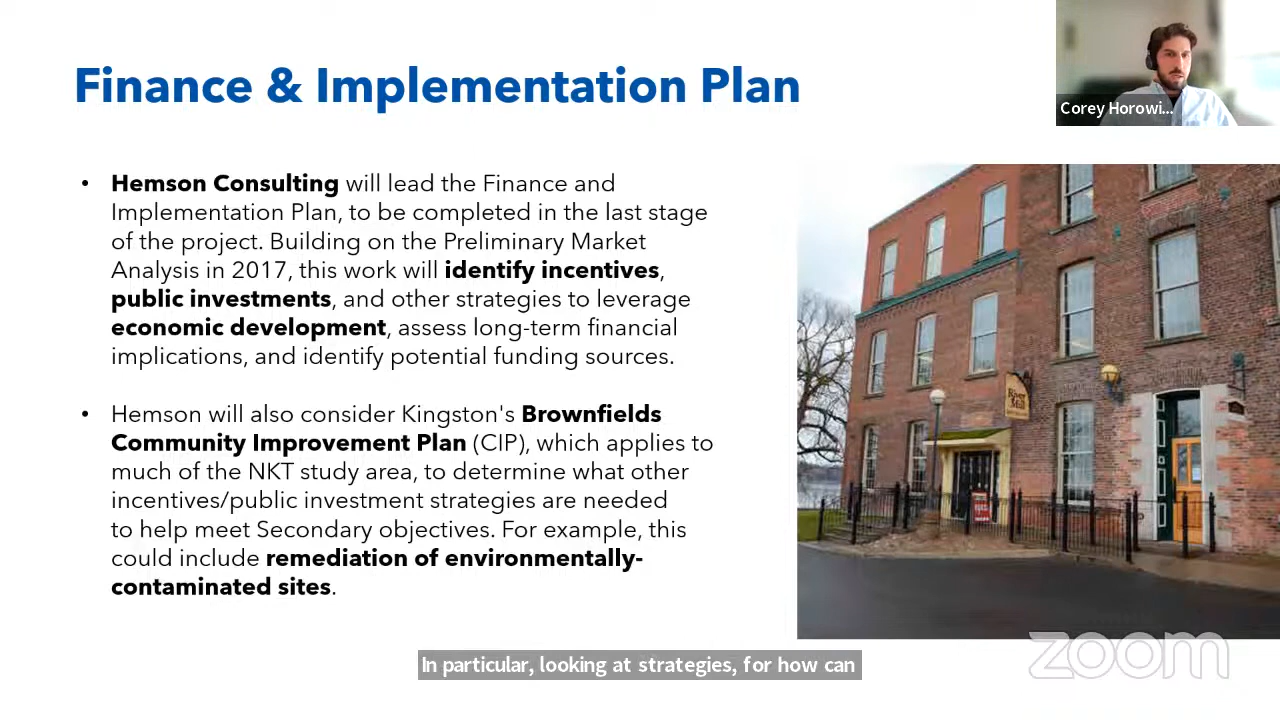 Finance & Implementation Plan
Corey Horowi...
• Hemson Consulting will lead the Finance and
Implementation Plan, to be completed in the last stage
of the project. Building on the Preliminary Market
Analysis in 2017, this work will identify incentives,
public investments, and other strategies to leverage
economic development, assess long-term financial
implications, and identify potential funding sources.
• Hemson will also consider Kingston's Brownfields
Community Improvement Plan (CIP), which applies to
much of the NKT study area, to determine what other
incentives/public investment strategies are needed
to help meet Secondary objectives. For example, this
could include remediation of environmentally-
contaminated sites.
River
Mill
In particular, looking at strategies, for how can
zoom